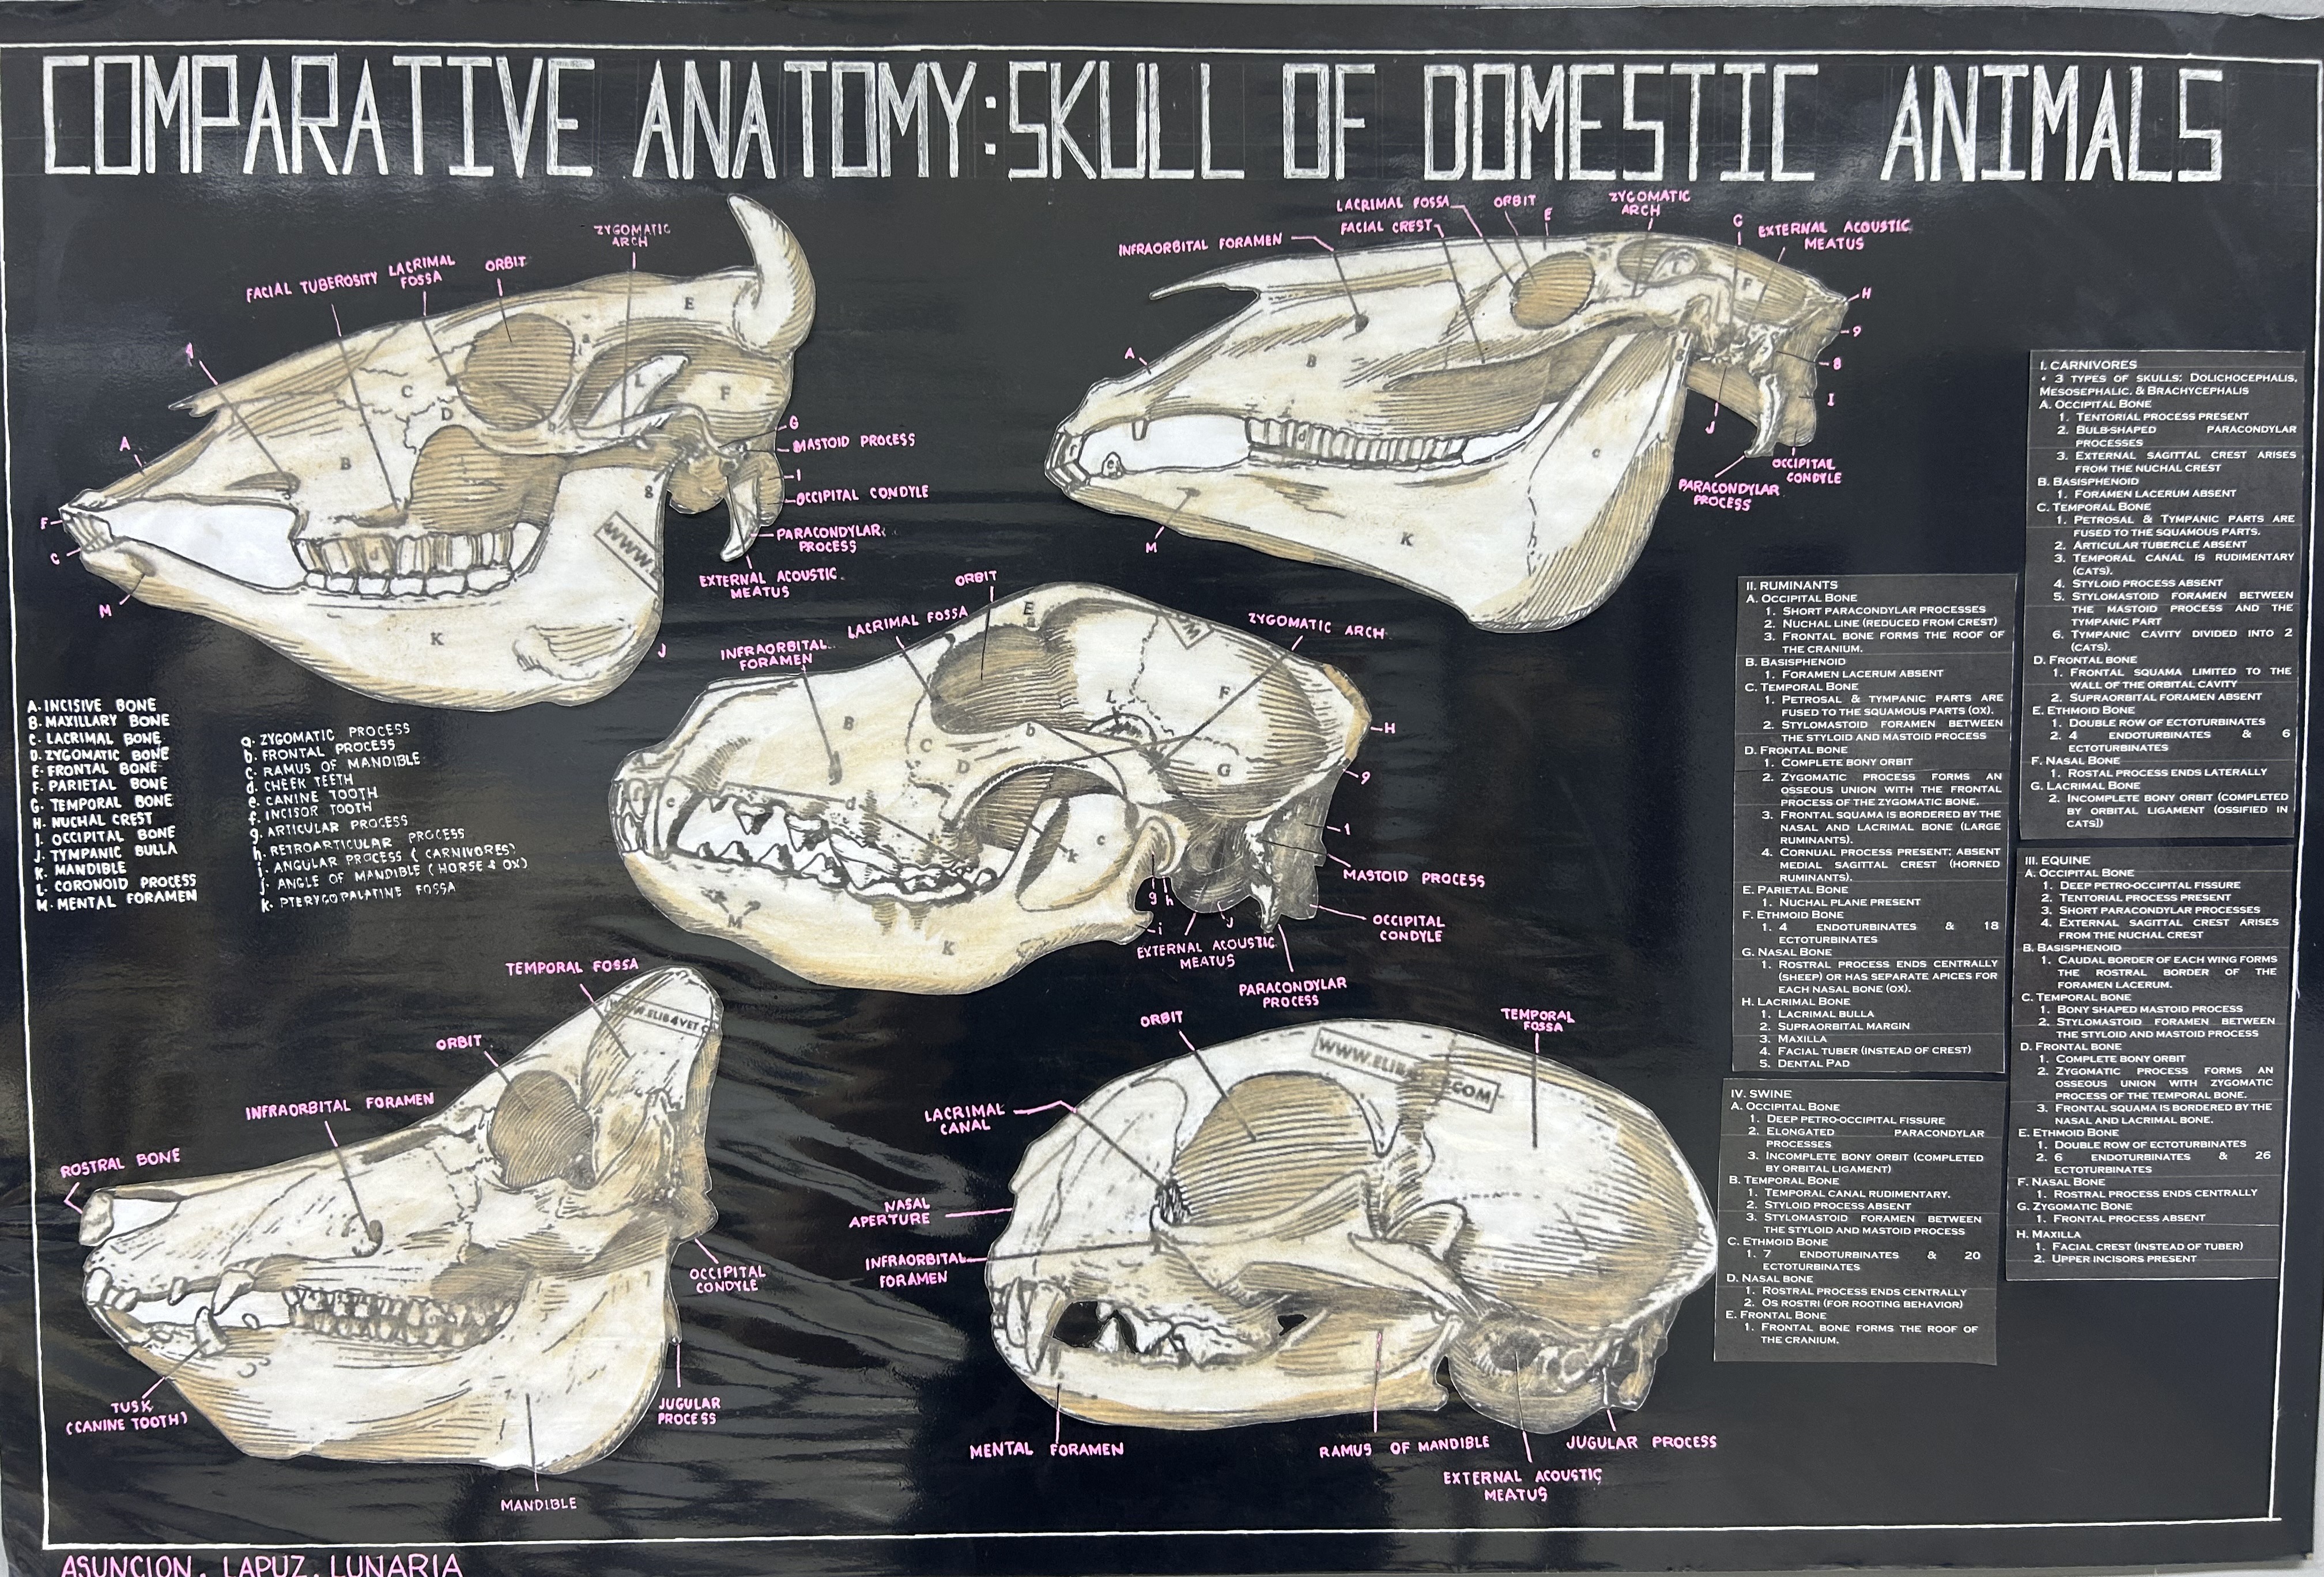 COMPARATIVE ANATOMY: SKULL OF DOMESTIC ANIMALS
ZYGOMATIC
ARCH
FACIAL TUBEROSITY
LACRIMAL
FOSSA
ORBIT
E
A
C
D
B
L
F
G
MASTOID PROCESS
I
OCCIPITAL CONDYLE
PARACONDYLAR
PROCESS
EXTERNAL ACOUSTIC
MEATUS
F
C
M
d
g
K
J
WWW.E
LACRIMAL FOSSA
ORBIT
E
ZYGOMATIC
ARCH
G
EXTERNAL ACOUSTIC
MEATUS
INFRAORBITAL FORAMEN
FACIAL CREST
L
F
H
9
8
I
A
B
J
OCCIPITAL
CONDYLE
PARACONDYLAR
PROCESS
M
K
c
h
ORBIT
LACRIMAL FOSSA
INFRAORBITAL
FORAMEN
ZYGOMATIC ARCH
E
L
F
B
C
D
b
G
H
9
1
e
d
c
k
MASTOID PROCESS
OCCIPITAL
CONDYLE
g h
i
J
M
K
EXTERNAL ACOUSTIC
MEATUS
PARACONDYLAR
PROCESS
A. INCISIVE BONE
B. MAXILLARY BONE
C. LACRIMAL BONE
D. ZYGOMATIC BONE
E. FRONTAL BONE
F. PARIETAL BONE
G. TEMPORAL BONE
H. NUCHAL CREST
I. OCCIPITAL BONE
J. TYMPANIC BULLA
K. MANDIBLE
L. CORONOID PROCESS
M. MENTAL FORAMEN
a. ZYGOMATIC PROCESS
b. FRONTAL PROCESS
c. RAMUS OF MANDIBLE
d. CHEEK TEETH
e. CANINE TOOTH
f. INCISOR TOOTH
g. ARTICULAR PROCESS
h. RETROARTICULAR PROCESS
i. ANGULAR PROCESS (CARNIVORES)
j. ANGLE OF MANDIBLE (HORSE & OX)
k. PTERYGOPALATINE FOSSA
TEMPORAL FOSSA
WWW.ELIB4VET.C
ORBIT
INFRAORBITAL FORAMEN
ROSTRAL BONE
OCCIPITAL
CONDYLE
TUSK
(CANINE TOOTH)
JUGULAR
PROCESS
MANDIBLE
ORBIT
TEMPORAL
FOSSA
LACRIMAL
CANAL
NASAL
APERTURE
INFRAORBITAL
FORAMEN
MENTAL FORAMEN
RAMUS OF MANDIBLE
JUGULAR PROCESS
EXTERNAL ACOUSTIC
MEATUS
I. CARNIVORES
• 3 TYPES OF SKULLS: DOLICHOCEPHALIS,
MESOSEPHALIC, & BRACHYCEPHALIS
A. OCCIPITAL BONE
1. TENTORIAL PROCESS PRESENT
2. BULB-SHAPED PARACONDYLAR
PROCESSES
3. EXTERNAL SAGITTAL CREST ARISES
FROM THE NUCHAL CREST
B. BASISPHENOID
1. FORAMEN LACERUM ABSENT
C. TEMPORAL BONE
1. PETROSAL & TYMPANIC PARTS ARE
FUSED TO THE SQUAMOUS PARTS.
2. ARTICULAR TUBERCLE ABSENT
3. TEMPORAL CANAL IS RUDIMENTARY
(CATS).
4. STYLOID PROCESS ABSENT
5. STYLOMASTOID FORAMEN BETWEEN
THE MASTOID PROCESS AND THE
TYMPANIC PART
6. TYMPANIC CAVITY DIVIDED INTO 2
(CATS).
D. FRONTAL BONE
1. FRONTAL SQUAMA LIMITED TO THE
WALL OF THE ORBITAL CAVITY
2. SUPRAORBITAL FORAMEN ABSENT
E. ETHMOID BONE
1. DOUBLE ROW OF ECTOTURBINATES
2. 4 ENDOTURBINATES & 6
ECTOTURBINATES
F. NASAL BONE
1. ROSTAL PROCESS ENDS LATERALLY
G. LACRIMAL BONE
2. INCOMPLETE BONY ORBIT (COMPLETED
BY ORBITAL LIGAMENT (OSSIFIED IN
CATS])
II. RUMINANTS
A. OCCIPITAL BONE
1. SHORT PARACONDYLAR PROCESSES
2. NUCHAL LINE (REDUCED FROM CREST)
3. FRONTAL BONE FORMS THE ROOF OF
THE CRANIUM.
B. BASISPHENOID
1. FORAMEN LACERUM ABSENT
C. TEMPORAL BONE
1. PETROSAL & TYMPANIC PARTS ARE
FUSED TO THE SQUAMOUS PARTS (OX).
2. STYLOMASTOID FORAMEN BETWEEN
THE STYLOID AND MASTOID PROCESS
D. FRONTAL BONE
1. COMPLETE BONY ORBIT
2. ZYGOMATIC PROCESS FORMS AN
OSSEOUS UNION WITH THE FRONTAL
PROCESS OF THE ZYGOMATIC BONE.
3. FRONTAL SQUAMA IS BORDERED BY THE
NASAL AND LACRIMAL BONE (LARGE
RUMINANTS).
4. CORNUAL PROCESS PRESENT; ABSENT
MEDIAL SAGITTAL CREST (HORNED
RUMINANTS).
E. PARIETAL BONE
1. NUCHAL PLANE PRESENT
F. ETHMOID BONE
1. 4 ENDOTURBINATES & 18
ECTOTURBINATES
G. NASAL BONE
1. ROSTRAL PROCESS ENDS CENTRALLY
(SHEEP) OR HAS SEPARATE APICES FOR
EACH NASAL BONE (OX).
H. LACRIMAL BONE
1. LACRIMAL BULLA
2. SUPRAORBITAL MARGIN
3. MAXILLA
4. FACIAL TUBER (INSTEAD OF CREST)
5. DENTAL PAD
III. EQUINE
A. OCCIPITAL BONE
1. DEEP PETRO-OCCIPITAL FISSURE
2. TENTORIAL PROCESS PRESENT
3. SHORT PARACONDYLAR PROCESSES
4. EXTERNAL SAGITTAL CREST ARISES
FROM THE NUCHAL CREST
B. BASISPHENOID
1. CAUDAL BORDER OF EACH WING FORMS
THE ROSTRAL BORDER OF THE
FORAMEN LACERUM.
C. TEMPORAL BONE
1. BONY SHAPED MASTOID PROCESS
2. STYLOMASTOID FORAMEN BETWEEN
THE STYLOID AND MASTOID PROCESS
D. FRONTAL BONE
1. COMPLETE BONY ORBIT
2. ZYGOMATIC PROCESS FORMS AN
OSSEOUS UNION WITH ZYGOMATIC
PROCESS OF THE TEMPORAL BONE.
3. FRONTAL SQUAMA IS BORDERED BY THE
NASAL AND LACRIMAL BONE.
E. ETHMOID BONE
1. DOUBLE ROW OF ECTOTURBINATES
2. 6 ENDOTURBINATES & 26
ECTOTURBINATES
F. NASAL BONE
1. ROSTRAL PROCESS ENDS CENTRALLY
G. ZYGOMATIC BONE
1. FRONTAL PROCESS ABSENT
H. MAXILLA
1. FACIAL CREST (INSTEAD OF TUBER)
2. UPPER INCISORS PRESENT
IV. SWINE
A. OCCIPITAL BONE
1. DEEP PETRO-OCCIPITAL FISSURE
2. ELONGATED PARACONDYLAR
PROCESSES
3. INCOMPLETE BONY ORBIT (COMPLETED
BY ORBITAL LIGAMENT)
B. TEMPORAL BONE
1. TEMPORAL CANAL RUDIMENTARY.
2. STYLOID PROCESS ABSENT
3. STYLOMASTOID FORAMEN BETWEEN
THE STYLOID AND MASTOID PROCESS
C. ETHMOID BONE
1. 7 ENDOTURBINATES & 20
ECTOTURBINATES
D. NASAL BONE
1. ROSTRAL PROCESS ENDS CENTRALLY
2. OS ROSTRI (FOR ROOTING BEHAVIOR)
E. FRONTAL BONE
1. FRONTAL BONE FORMS THE ROOF OF
THE CRANIUM.
ASUNCION, LAPUZ, LUNARIA